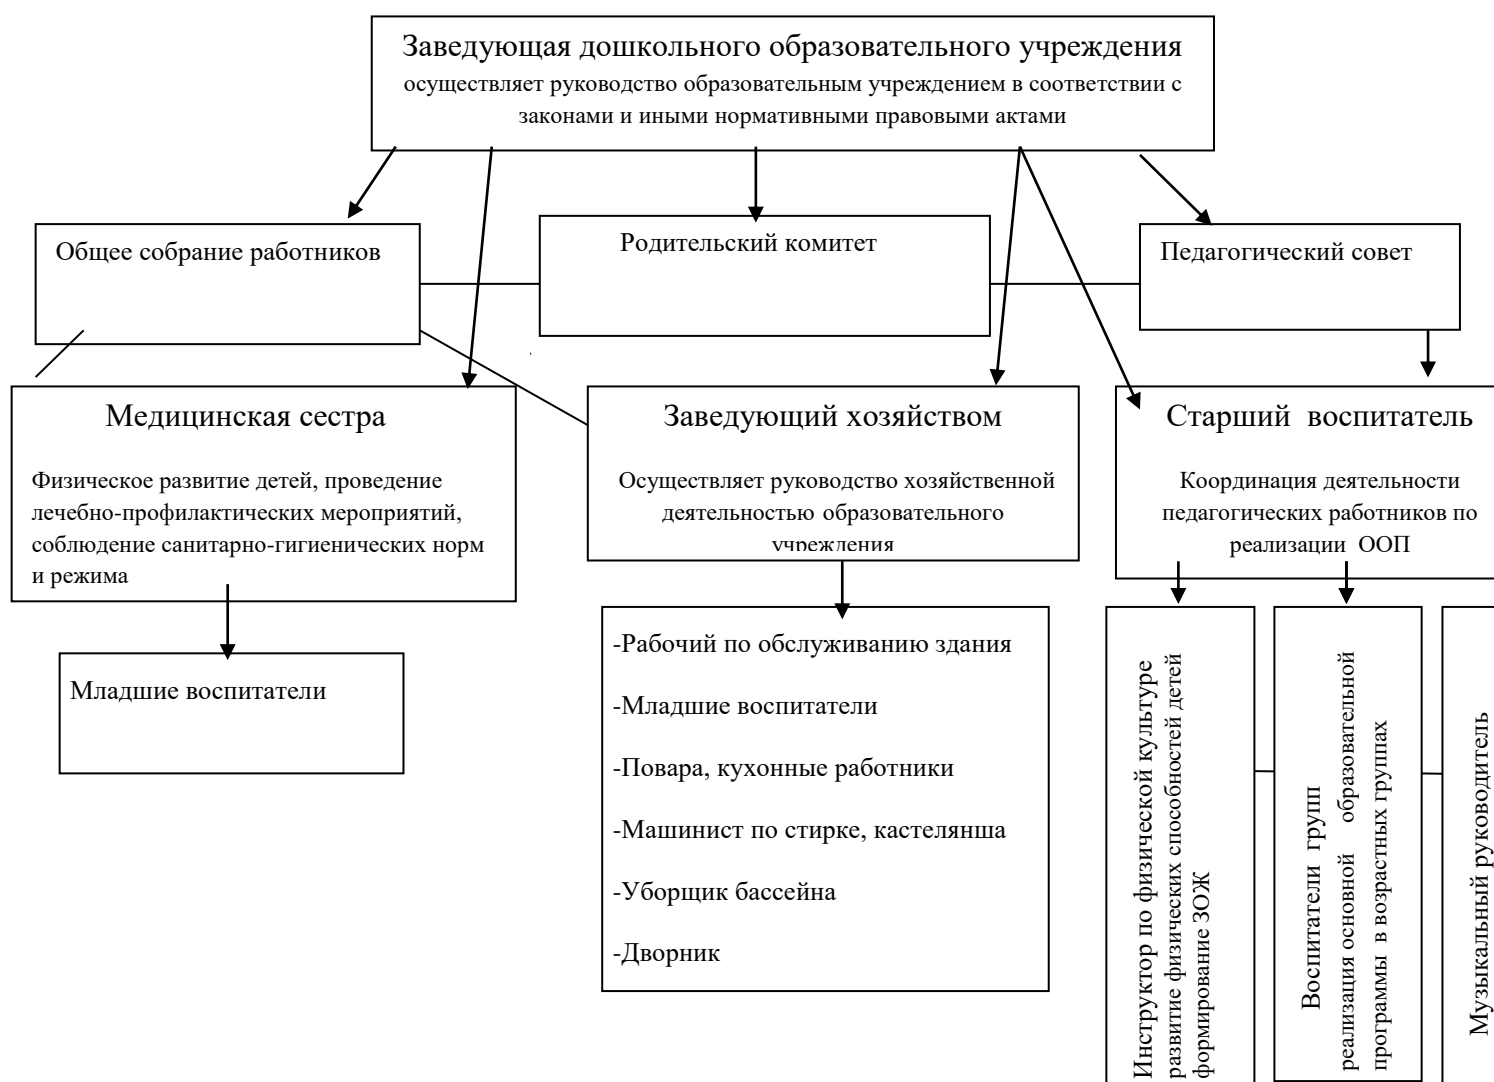 Заведующая дошкольного образовательного учреждения
осуществляет руководство образовательным учреждением в соответствии с
законами и иными нормативными правовыми актами
Общее собрание работников
Родительский комитет
Педагогический совет
Медицинская сестра
Физическое развитие детей, проведение
лечебно-профилактических мероприятий,
соблюдение санитарно-гигиенических норм
и режима
Заведующий хозяйством
Осуществляет руководство хозяйственной
деятельностью образовательного
учреждения
Старший воспитатель
Координация деятельности
педагогических работников по
реализации ООП
Младшие воспитатели
-Рабочий по обслуживанию здания
-Младшие воспитатели
-Повара, кухонные работники
-Машинист по стирке, кастелянша
-Уборщик бассейна
-Дворник
Инструктор по физической культуре
развитие физических способностей детей
формирование ЗОЖ
Воспитатели групп
реализация основной образовательной
программы в возрастных группах
Музыкальный руководитель